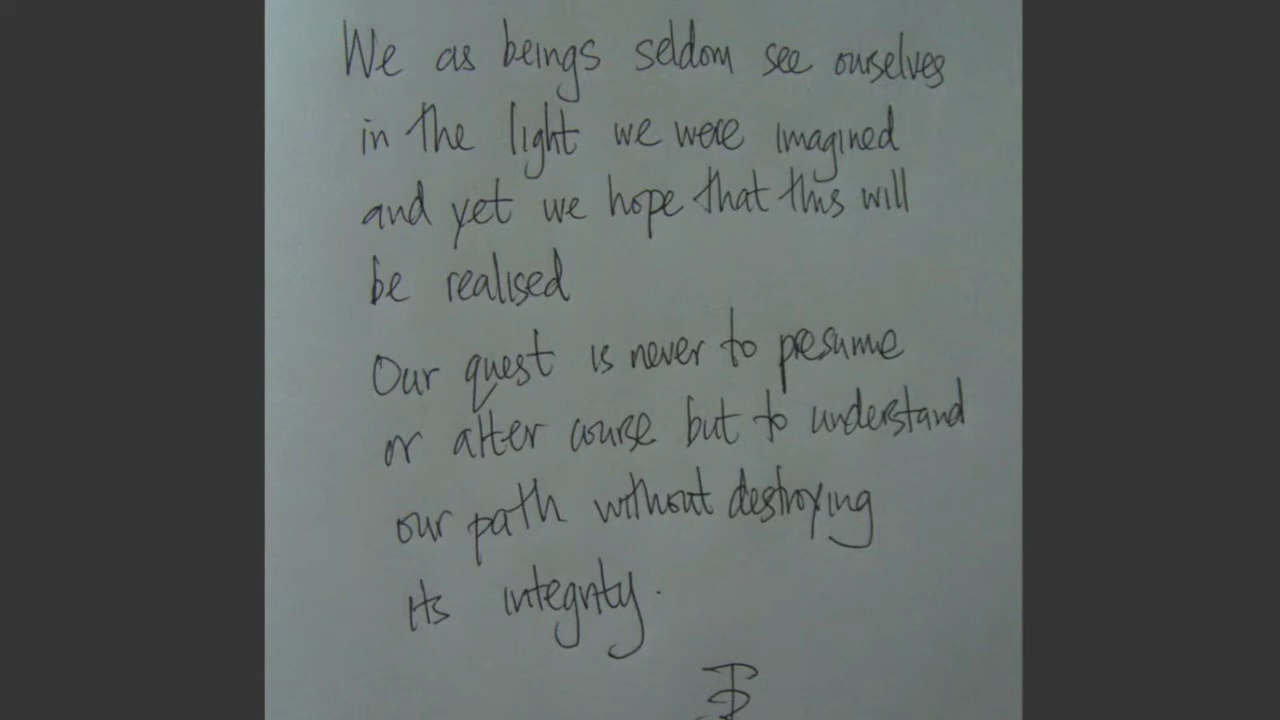 We as beings seldom see ourselves
in the light we were imagined
and yet we hope that this will
be realised
Our quest is never to presume
or alter course but to understand
our path without destroying
its integrity.